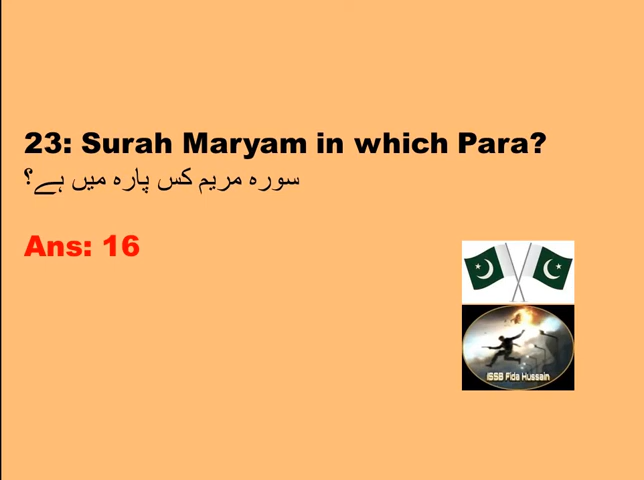 23: Surah Maryam in which Para?
سورہ مریم کس پارہ میں ہے؟
Ans: 16
ISSB Fida Hussain